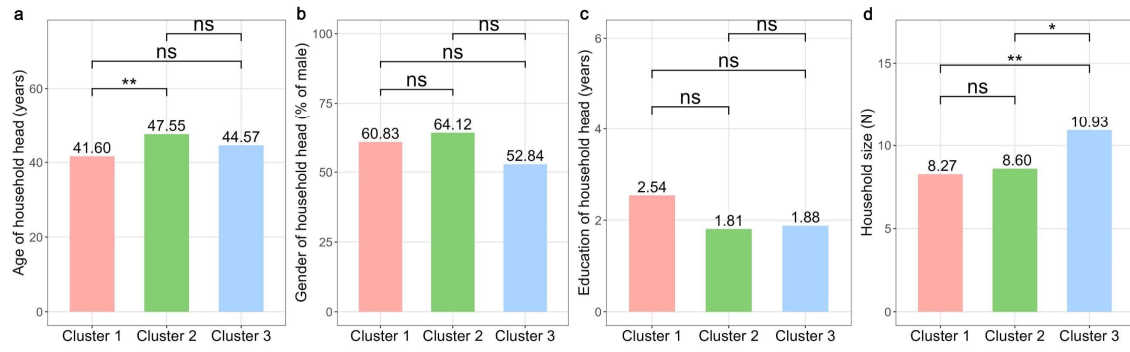 a
Age of household head (years)
60
40
20
0
ns
ns
**
41.60
47.55
44.57
Cluster 1 Cluster 2 Cluster 3
b
Gender of household head (% of male)
100
75
50
25
0
ns
ns
ns
60.83
64.12
52.84
Cluster 1 Cluster 2 Cluster 3
c
Education of household head (years)
6
4
2
0
ns
ns
ns
2.54
1.81
1.88
Cluster 1 Cluster 2 Cluster 3
d
Household size (N)
15
10
5
0
*
**
ns
8.27
8.60
10.93
Cluster 1 Cluster 2 Cluster 3